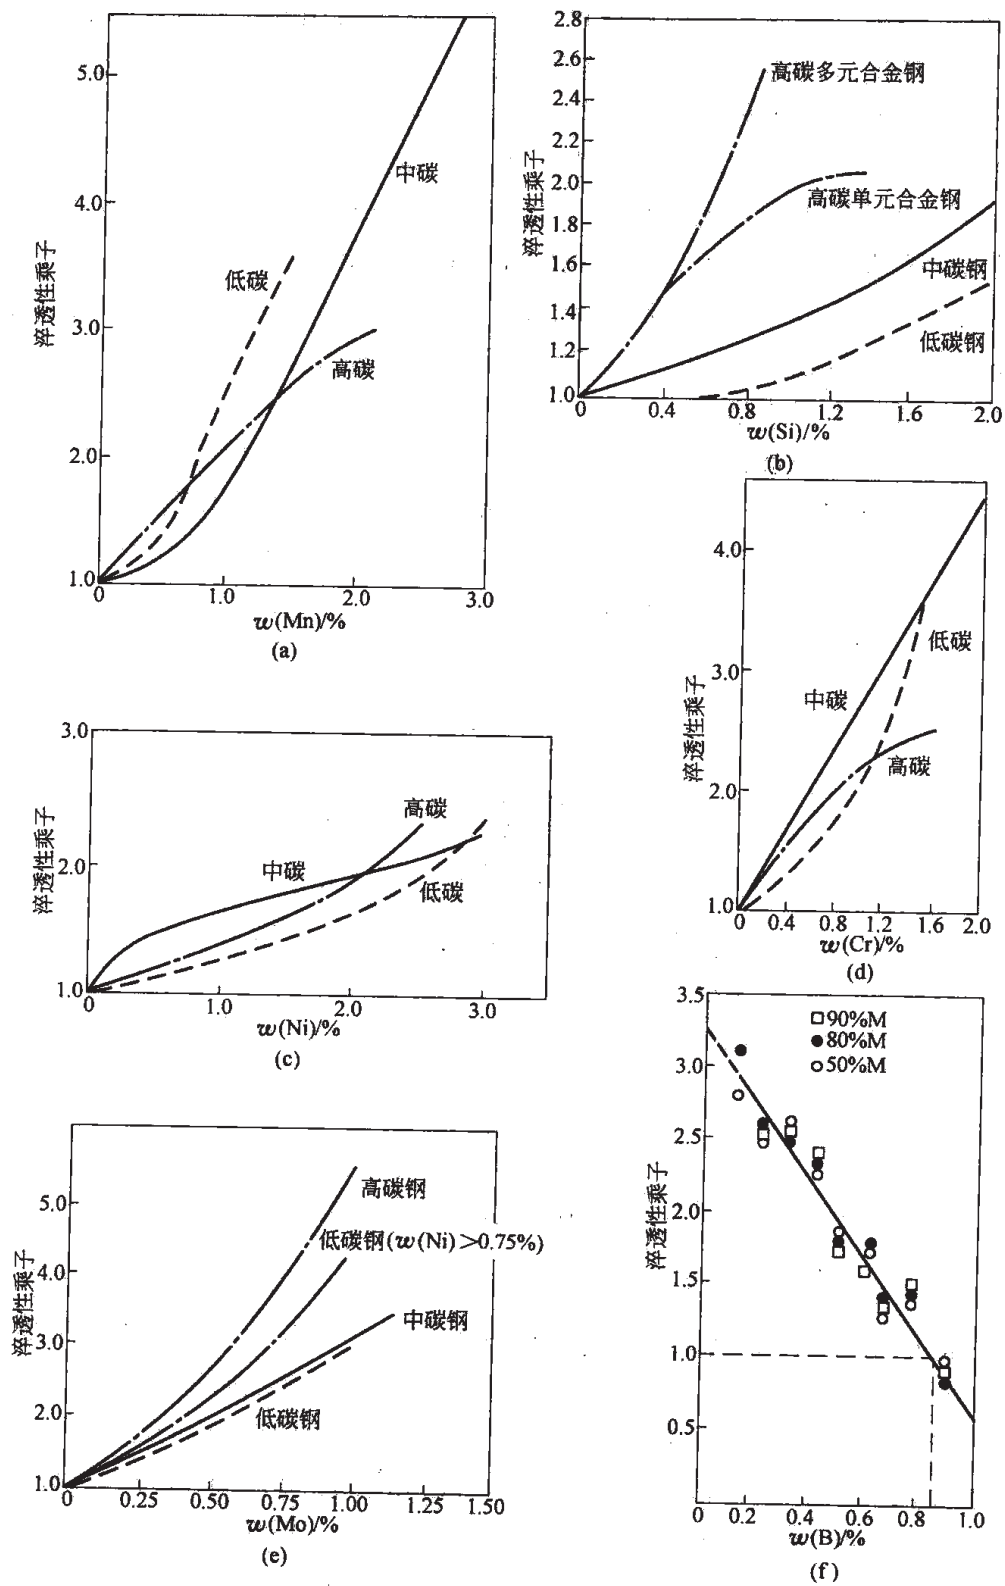 5.0
4.0
3.0
2.0
1.0
淬透性乘子
低碳
中碳
高碳
0 1.0 2.0 3.0
w(Mn)/%
(a)
2.8
2.6
2.4
2.2
2.0
1.8
1.6
1.4
1.2
1.0
淬透性乘子
高碳多元合金钢
高碳单元合金钢
中碳钢
低碳钢
0 0.4 0.8 1.2 1.6 2.0
w(Si)/%
(b)
3.0
2.0
1.0
淬透性乘子
高碳
中碳
低碳
0 1.0 2.0 3.0
w(Ni)/%
(c)
4.0
3.0
2.0
1.0
淬透性乘子
低碳
中碳
高碳
0 0.4 0.8 1.2 1.6 2.0
w(Cr)/%
(d)
5.0
4.0
3.0
2.0
1.0
淬透性乘子
高碳钢
低碳钢(w(Ni)>0.75%)
中碳钢
低碳钢
0 0.25 0.50 0.75 1.00 1.25 1.50
w(Mo)/%
(e)
3.5
3.0
2.5
2.0
1.5
1.0
0.5
淬透性乘子
□90%M
●80%M
○50%M
0 0.2 0.4 0.6 0.8 1.0
w(B)/%
(f)